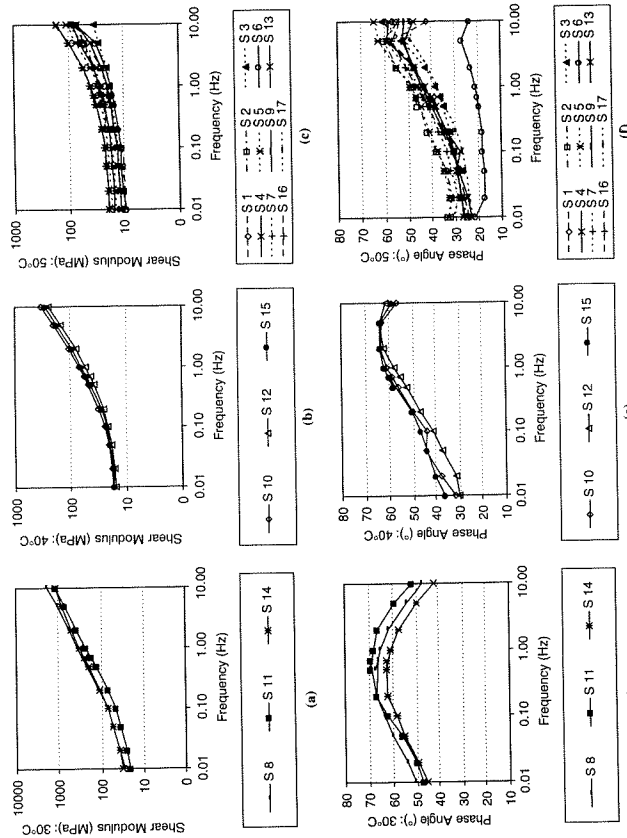 10000
1000
100
10
0
Shear Modulus (MPa): 30°C
0.01
0.10
1.00
10.00
Frequency (Hz)
S 8
S 11
S 14
(a)
1000
100
10
0
Shear Modulus (MPa): 40°C
0.01
0.10
1.00
10.00
Frequency (Hz)
S 10
S 12
S 15
(b)
1000
100
10
0
Shear Modulus (MPa): 50°C
0.01
0.10
1.00
10.00
Frequency (Hz)
S 1 S 2 S 3
S 4 S 5 S 6
S 7 S 9 S 13
S 16 S 17
(c)
80
70
60
50
40
30
20
10
Phase Angle (°): 30°C
0.01
0.10
1.00
10.00
Frequency (Hz)
S 8
S 11
S 14
80
70
60
50
40
30
20
10
Phase Angle (°): 40°C
0.01
0.10
1.00
10.00
Frequency (Hz)
S 10
S 12
S 15
80
70
60
50
40
30
20
10
Phase Angle (°): 50°C
0.01
0.10
1.00
10.00
Frequency (Hz)
S 1 S 2 S 3
S 4 S 5 S 6
S 7 S 9 S 13
S 16 S 17
(f)